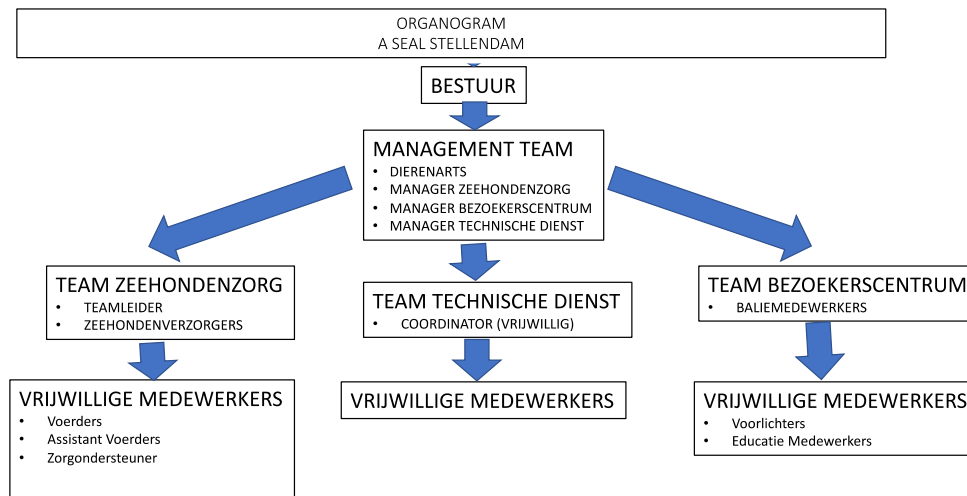 ORGANOGRAM
A SEAL STELLENDAM
BESTUUR
MANAGEMENT TEAM
• DIERENARTS
• MANAGER ZEEHONDENZORG
• MANAGER BEZOEKERSCENTRUM
• MANAGER TECHNISCHE DIENST
TEAM ZEEHONDENZORG
• TEAMLEIDER
• ZEEHONDENVERZORGERS
TEAM TECHNISCHE DIENST
• COORDINATOR (VRIJWILLIG)
TEAM BEZOEKERSCENTRUM
• BALIEMEDEWERKERS
VRIJWILLIGE MEDEWERKERS
• Voerders
• Assistant Voerders
• Zorgondersteuner
VRIJWILLIGE MEDEWERKERS
VRIJWILLIGE MEDEWERKERS
• Voorlichters
• Educatie Medewerkers